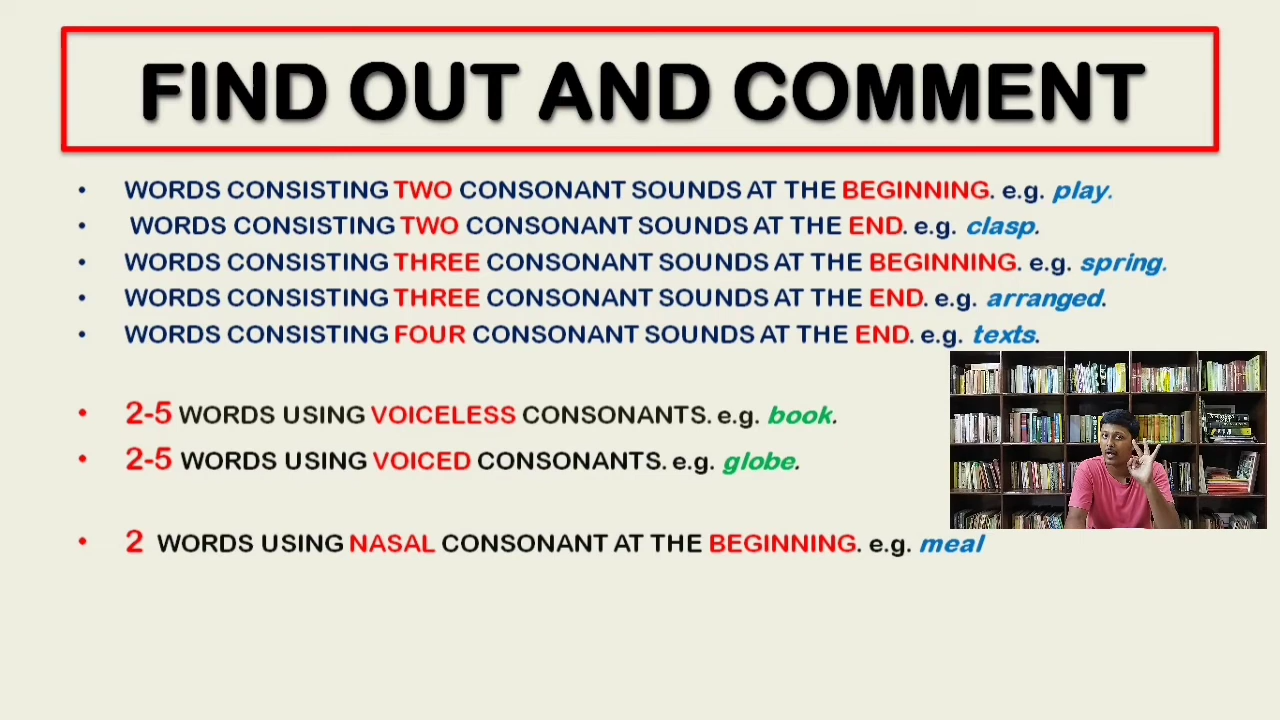 FIND OUT AND COMMENT
• WORDS CONSISTING TWO CONSONANT SOUNDS AT THE BEGINNING. e.g. play.
• WORDS CONSISTING TWO CONSONANT SOUNDS AT THE END. e.g. clasp.
• WORDS CONSISTING THREE CONSONANT SOUNDS AT THE BEGINNING. e.g. spring.
• WORDS CONSISTING THREE CONSONANT SOUNDS AT THE END. e.g. arranged.
• WORDS CONSISTING FOUR CONSONANT SOUNDS AT THE END. e.g. texts.
• 2-5 WORDS USING VOICELESS CONSONANTS. e.g. book.
• 2-5 WORDS USING VOICED CONSONANTS. e.g. globe.
• 2 WORDS USING NASAL CONSONANT AT THE BEGINNING. e.g. meal